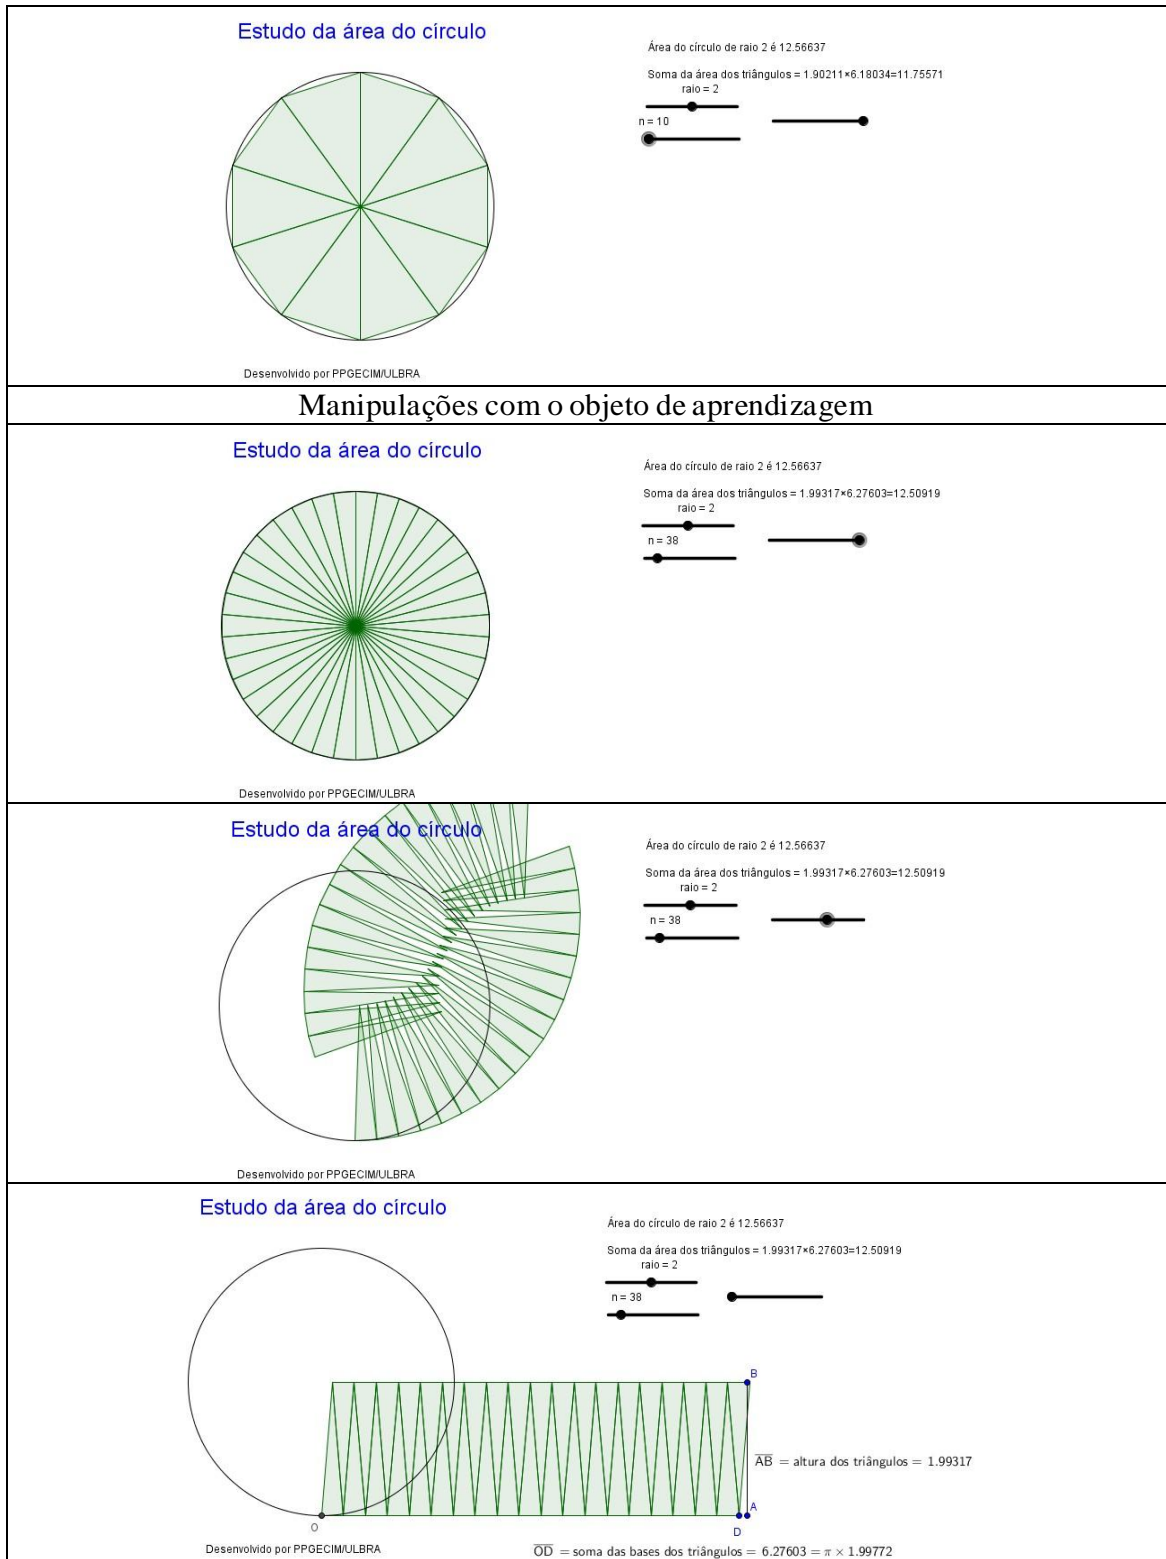 Estudo da área do círculo
Área do círculo de raio 2 é 12.56637
Soma da área dos triângulos = 1.90211×6.18034=11.75571
raio = 2
n = 10
Desenvolvido por PPGECIM/ULBRA
Manipulações com o objeto de aprendizagem
Estudo da área do círculo
Área do círculo de raio 2 é 12.56637
Soma da área dos triângulos = 1.99317×6.27603=12.50919
raio = 2
n = 38
Desenvolvido por PPGECIM/ULBRA
Estudo da área do círculo
Área do círculo de raio 2 é 12.56637
Soma da área dos triângulos = 1.99317×6.27603=12.50919
raio = 2
n = 38
Desenvolvido por PPGECIM/ULBRA
Estudo da área do círculo
Área do círculo de raio 2 é 12.56637
Soma da área dos triângulos = 1.99317×6.27603=12.50919
raio = 2
n = 38
B
A̅B̅ = altura dos triângulos = 1.99317
A
O
D
Desenvolvido por PPGECIM/ULBRA
O̅D̅ = soma das bases dos triângulos = 6.27603 = π × 1.99772